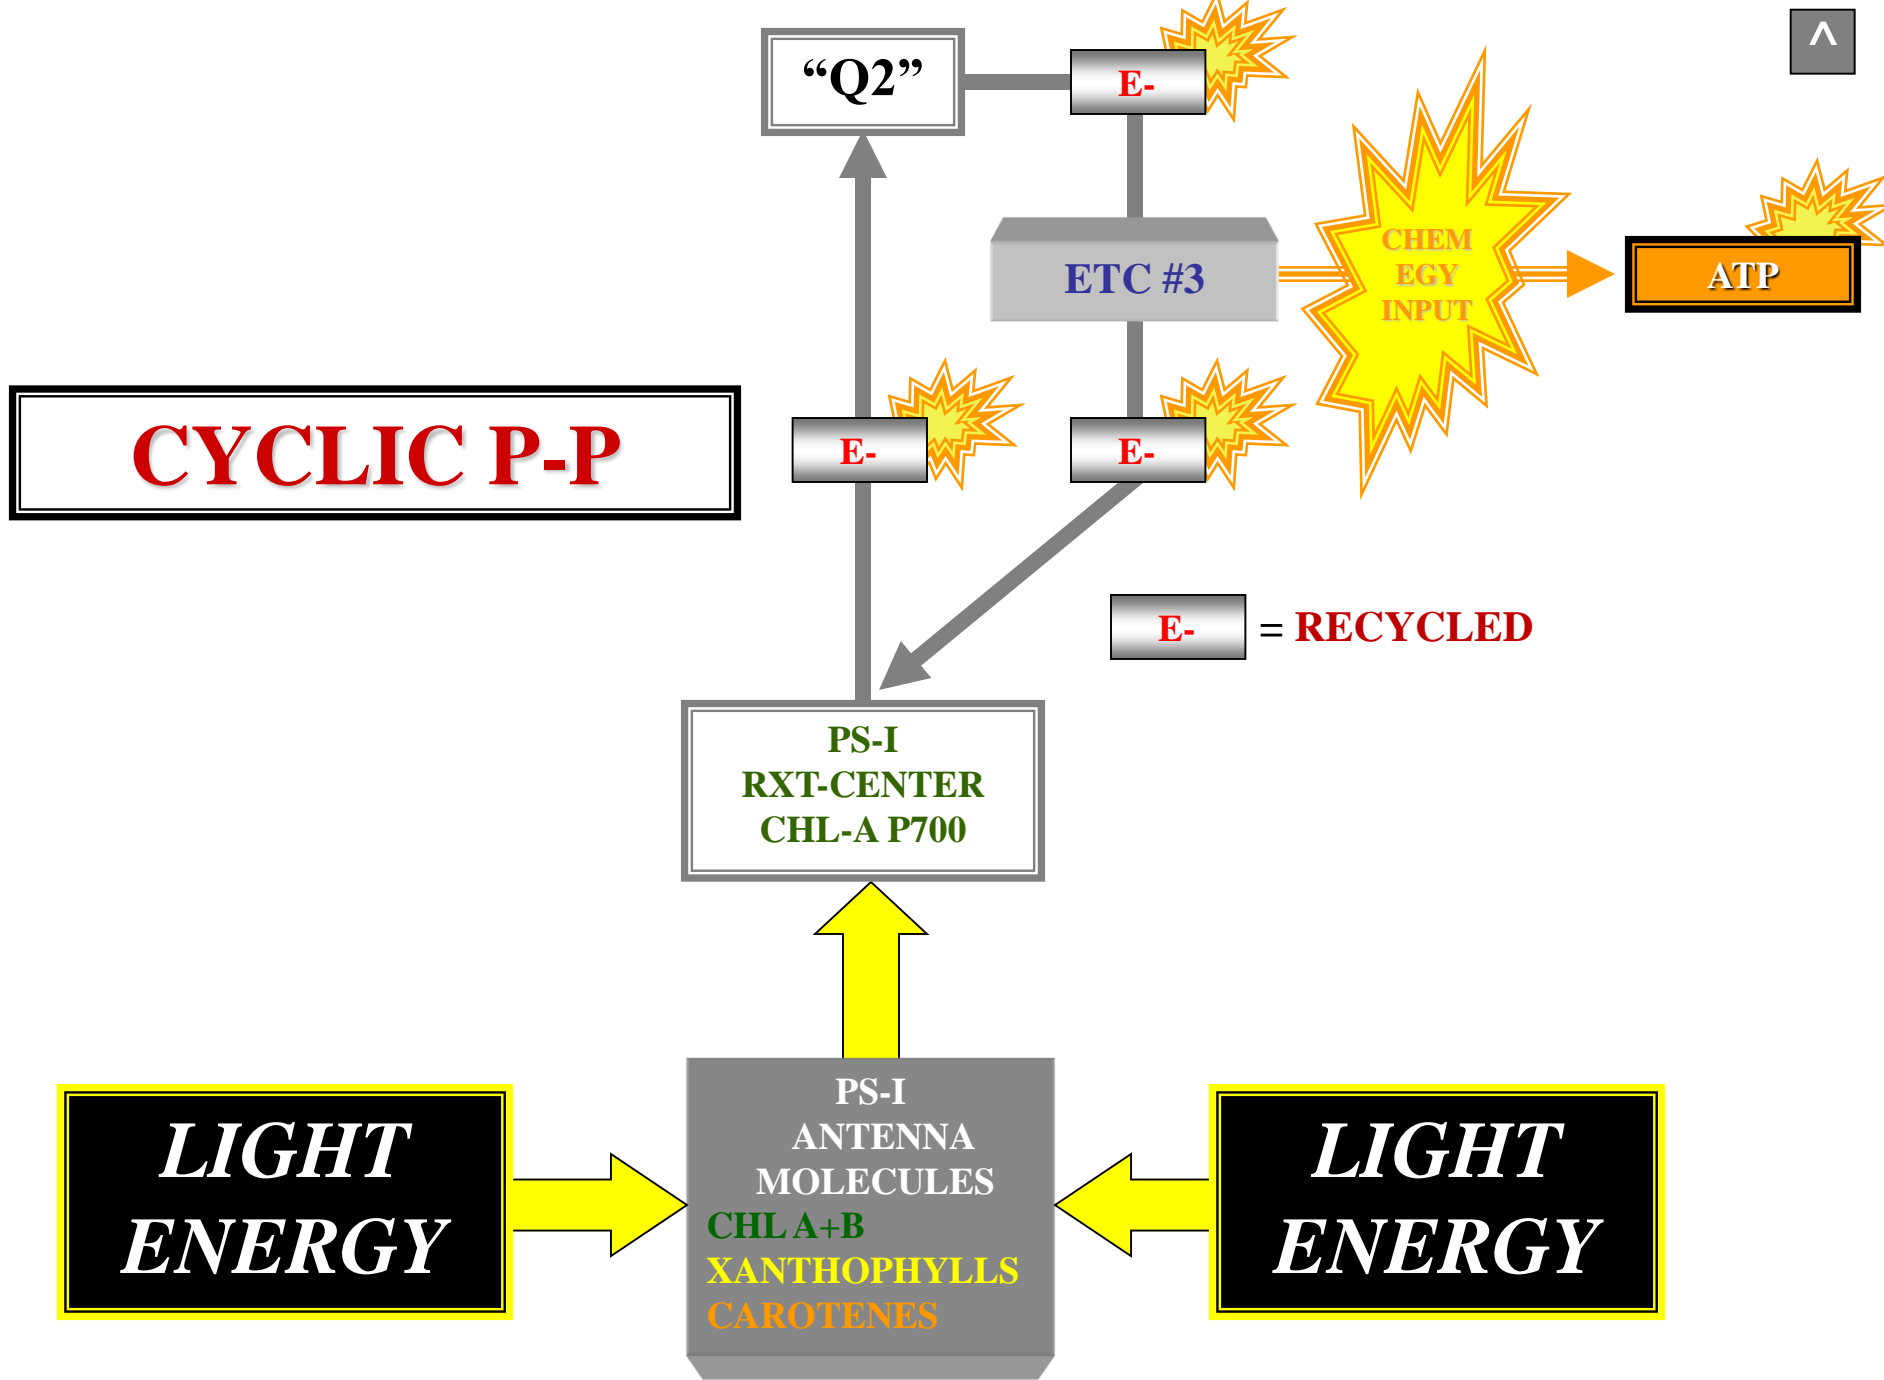 ^
“Q2”
E-
CHEM
EGY
INPUT
ETC #3
ATP
CYCLIC P-P
E-
E-
E- = RECYCLED
PS-I
RXT-CENTER
CHL-A P700
LIGHT
ENERGY
PS-I
ANTENNA
MOLECULES
CHL A+B
XANTHOPHYLLS
CAROTENES
LIGHT
ENERGY